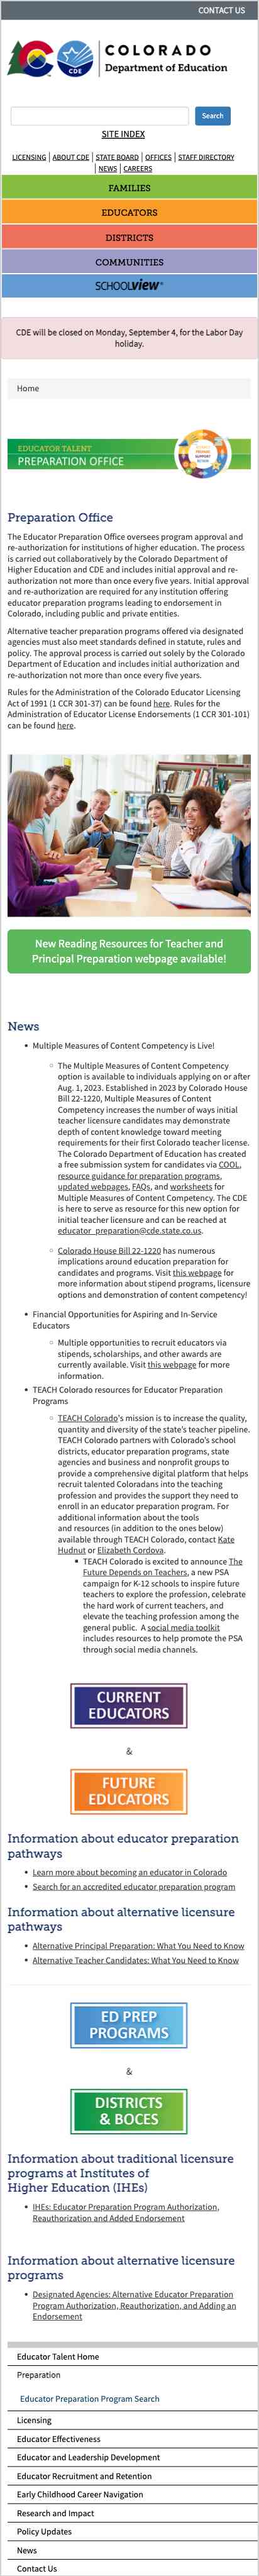 CONTACT US
COLORADO
Department of Education
CDE
Search
SITE INDEX
LICENSING | ABOUT CDE | STATE BOARD | OFFICES | STAFF DIRECTORY
| NEWS | CAREERS
FAMILIES
EDUCATORS
DISTRICTS
COMMUNITIES
SCHOOLVIEW®
CDE will be closed on Monday, September 4, for the Labor Day
holiday.
Home
EDUCATOR TALENT
PREPARATION OFFICE
Preparation Office
The Educator Preparation Office oversees program approval and
re-authorization for institutions of higher education. The process
is carried out collaboratively by the Colorado Department of
Higher Education and CDE and includes initial approval and re-
authorization not more than once every five years. Initial approval
and re-authorization are required for any institution offering
educator preparation programs leading to endorsement in
Colorado, including public and private entities.
Alternative teacher preparation programs offered via designated
agencies must also meet standards defined in statute, rules and
policy. The approval process is carried out solely by the Colorado
Department of Education and includes initial authorization and
re-authorization not more than once every five years.
Rules for the Administration of the Colorado Educator Licensing
Act of 1991 (1 CCR 301-37) can be found here. Rules for the
Administration of Educator License Endorsements (1 CCR 301-101)
can be found here.
New Reading Resources for Teacher and
Principal Preparation webpage available!
News
• Multiple Measures of Content Competency is Live!
◦ The Multiple Measures of Content Competency
option is available to individuals applying on or after
Aug. 1, 2023. Established in 2023 by Colorado House
Bill 22-1220, Multiple Measures of Content
Competency increases the number of ways initial
teacher licensure candidates may demonstrate
depth of content knowledge toward meeting
requirements for their first Colorado teacher license.
The Colorado Department of Education has created
a free submission system for candidates via COOL,
resource guidance for preparation programs,
updated webpages, FAQs, and worksheets for
Multiple Measures of Content Competency. The CDE
is here to serve as resource for this new option for
initial teacher licensure and can be reached at
educator_preparation@cde.state.co.us.
◦ Colorado House Bill 22-1220 has numerous
implications around education preparation for
candidates and programs. Visit this webpage for
more information about stipend programs, licensure
options and demonstration of content competency!
• Financial Opportunities for Aspiring and In-Service
Educators
◦ Multiple opportunities to recruit educators via
stipends, scholarships, and other awards are
currently available. Visit this webpage for more
information.
• TEACH Colorado resources for Educator Preparation
Programs
◦ TEACH Colorado's mission is to increase the quality,
quantity and diversity of the state's teacher pipeline.
TEACH Colorado partners with Colorado's school
districts, educator preparation programs, state
agencies and business and nonprofit groups to
provide a comprehensive digital platform that helps
recruit talented Coloradans into the teaching
profession and provides the support they need to
enroll in an educator preparation program. For
additional information about the tools
and resources (in addition to the ones below)
available through TEACH Colorado, contact Kate
Hudnut or Elizabeth Cordova.
▪ TEACH Colorado is excited to announce The
Future Depends on Teachers, a new PSA
campaign for K-12 schools to inspire future
teachers to explore the profession, celebrate
the hard work of current teachers, and
elevate the teaching profession among the
general public. A social media toolkit
includes resources to help promote the PSA
through social media channels.
CURRENT
EDUCATORS
&
FUTURE
EDUCATORS
Information about educator preparation
pathways
• Learn more about becoming an educator in Colorado
• Search for an accredited educator preparation program
Information about alternative licensure
pathways
• Alternative Principal Preparation: What You Need to Know
• Alternative Teacher Candidates: What You Need to Know
ED PREP
PROGRAMS
&
DISTRICTS
& BOCES
Information about traditional licensure
programs at Institutes of
Higher Education (IHEs)
• IHEs: Educator Preparation Program Authorization,
Reauthorization and Added Endorsement
Information about alternative licensure
programs
• Designated Agencies: Alternative Educator Preparation
Program Authorization, Reauthorization, and Adding an
Endorsement
Educator Talent Home
Preparation
Educator Preparation Program Search
Licensing
Educator Effectiveness
Educator and Leadership Development
Educator Recruitment and Retention
Early Childhood Career Navigation
Research and Impact
Policy Updates
News
Contact Us